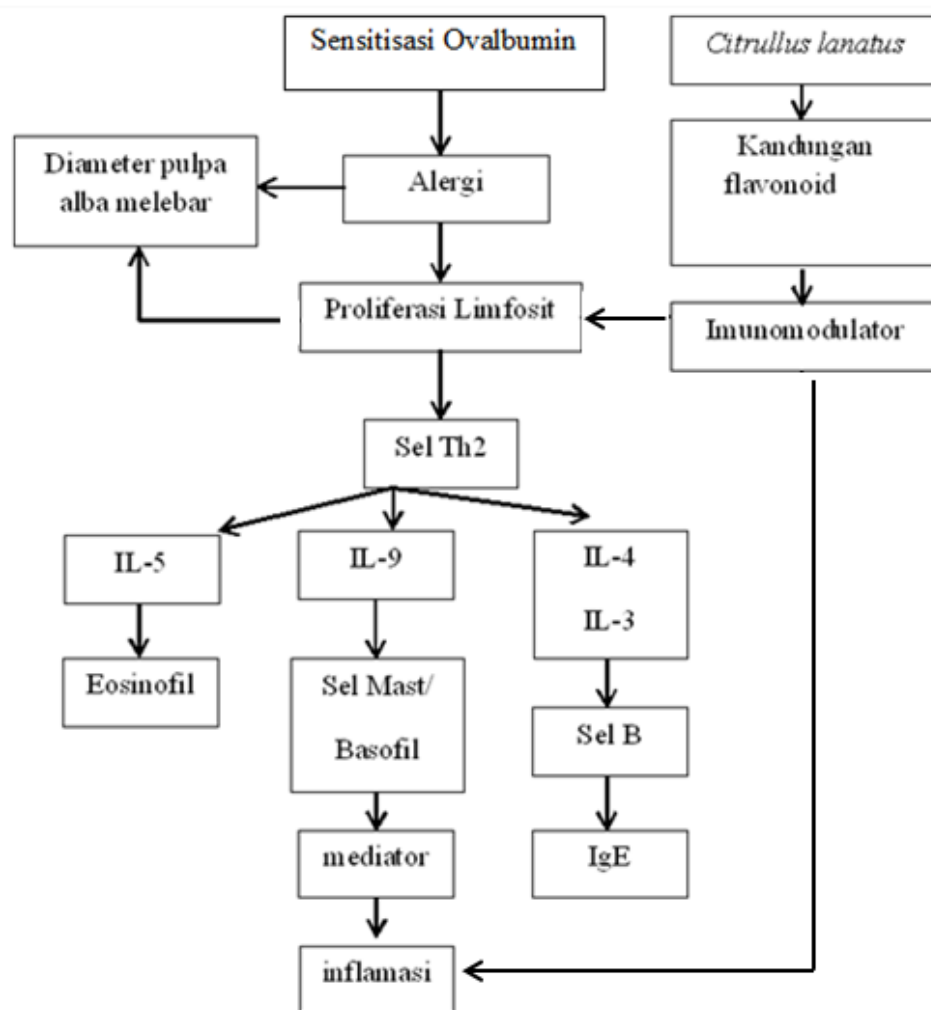 Sensitisasi Ovalbumin
Citrullus lanatus
Diameter pulpa
alba melebar
Alergi
Kandungan
flavonoid
Proliferasi Limfosit
Imunomodulator
Sel Th2
IL-5
IL-9
IL-4
IL-3
Eosinofil
Sel Mast/
Basofil
Sel B
mediator
IgE
inflamasi